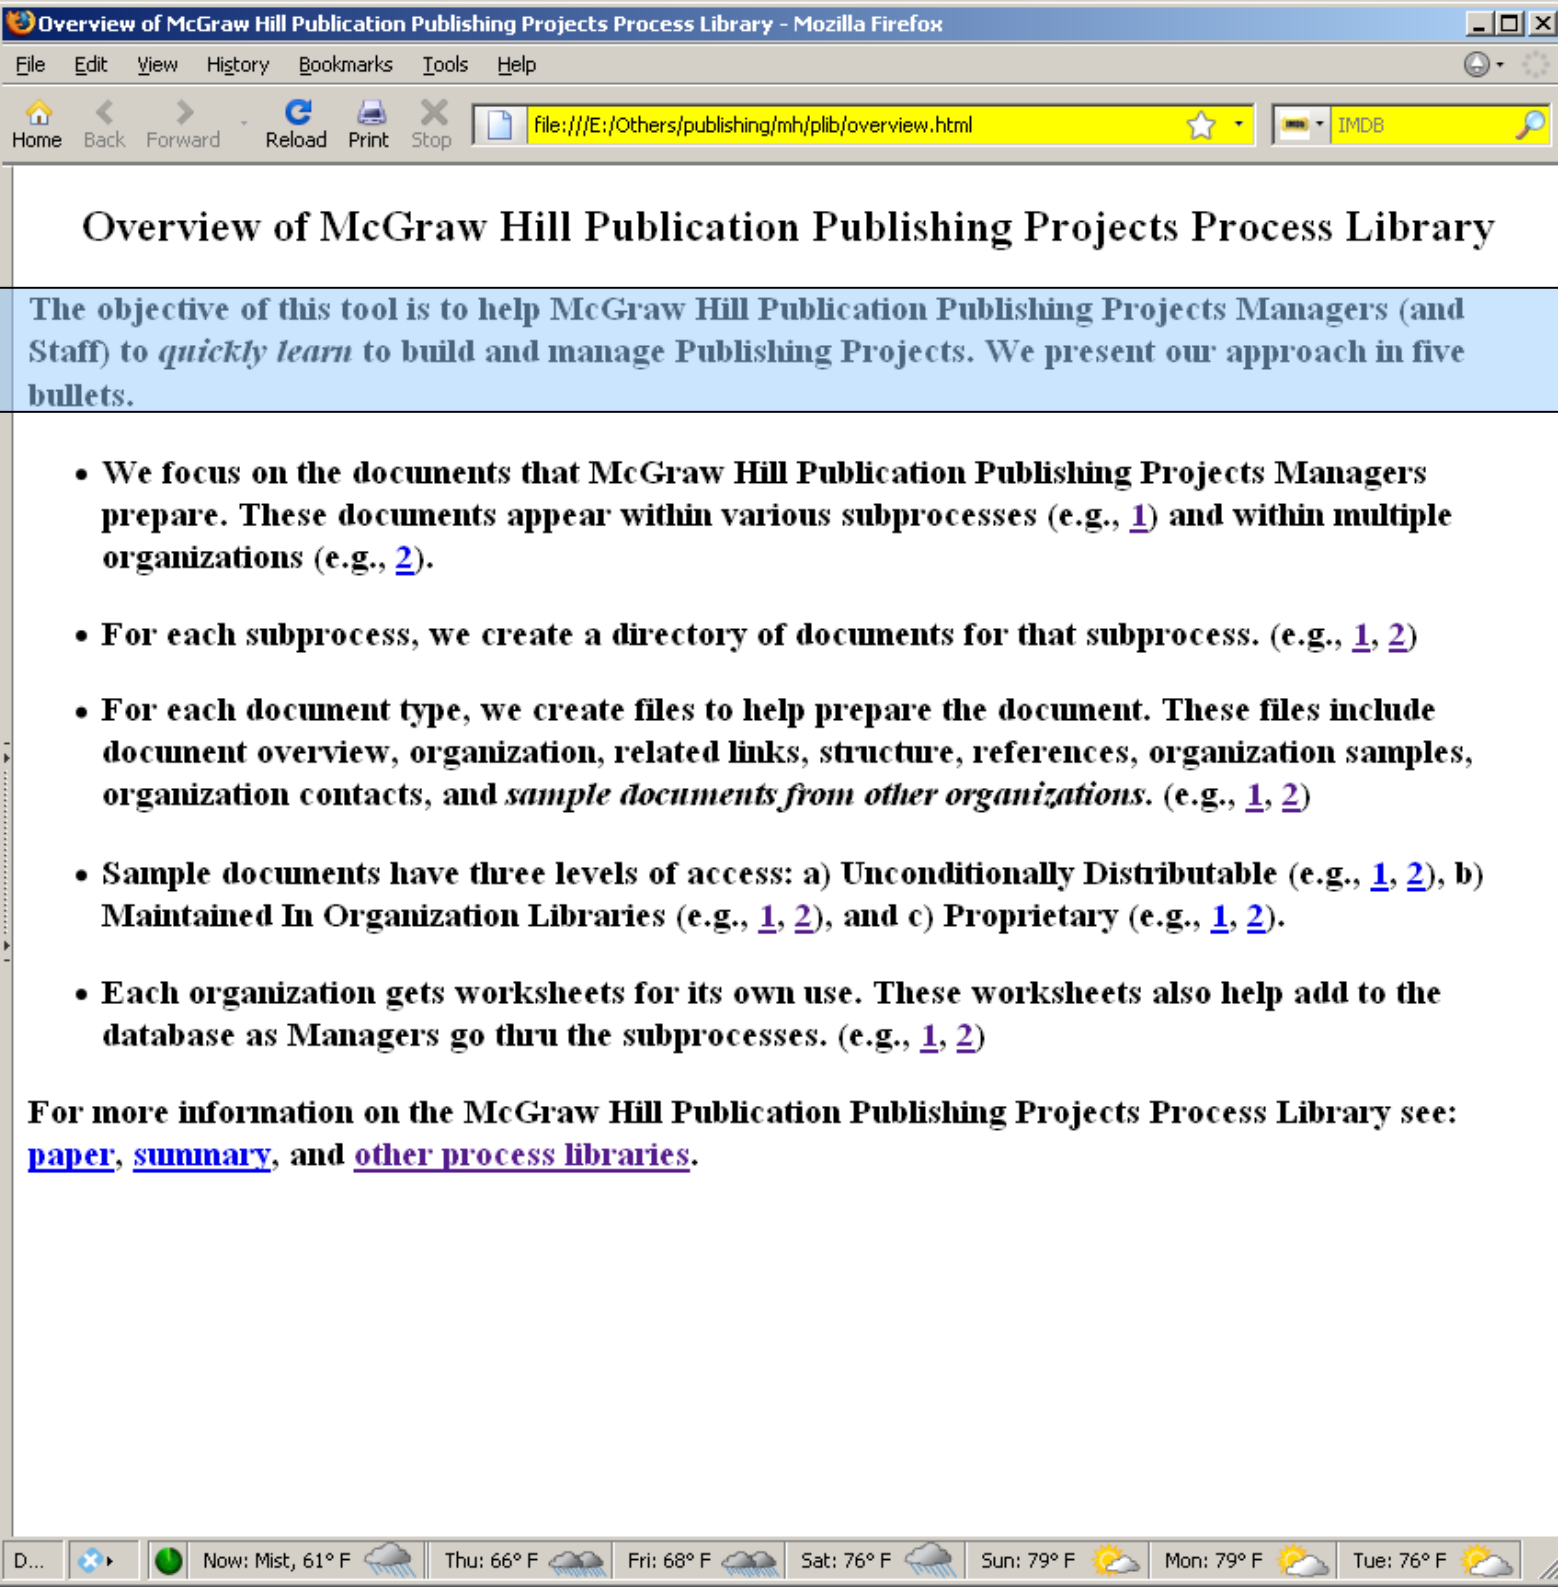 Overview of McGraw Hill Publication Publishing Projects Process Library - Mozilla Firefox
File Edit View History Bookmarks Tools Help
Home Back Forward Reload Print Stop file:///E:/Others/publishing/mh/plib/overview.html IMDB
Overview of McGraw Hill Publication Publishing Projects Process Library
The objective of this tool is to help McGraw Hill Publication Publishing Projects Managers (and
Staff) to quickly learn to build and manage Publishing Projects. We present our approach in five
bullets.
• We focus on the documents that McGraw Hill Publication Publishing Projects Managers
prepare. These documents appear within various subprocesses (e.g., 1) and within multiple
organizations (e.g., 2).
• For each subprocess, we create a directory of documents for that subprocess. (e.g., 1, 2)
• For each document type, we create files to help prepare the document. These files include
document overview, organization, related links, structure, references, organization samples,
organization contacts, and sample documents from other organizations. (e.g., 1, 2)
• Sample documents have three levels of access: a) Unconditionally Distributable (e.g., 1, 2), b)
Maintained In Organization Libraries (e.g., 1, 2), and c) Proprietary (e.g., 1, 2).
• Each organization gets worksheets for its own use. These worksheets also help add to the
database as Managers go thru the subprocesses. (e.g., 1, 2)
For more information on the McGraw Hill Publication Publishing Projects Process Library see:
paper, summary, and other process libraries.
D... Now: Mist, 61° F Thu: 66° F Fri: 68° F Sat: 76° F Sun: 79° F Mon: 79° F Tue: 76° F